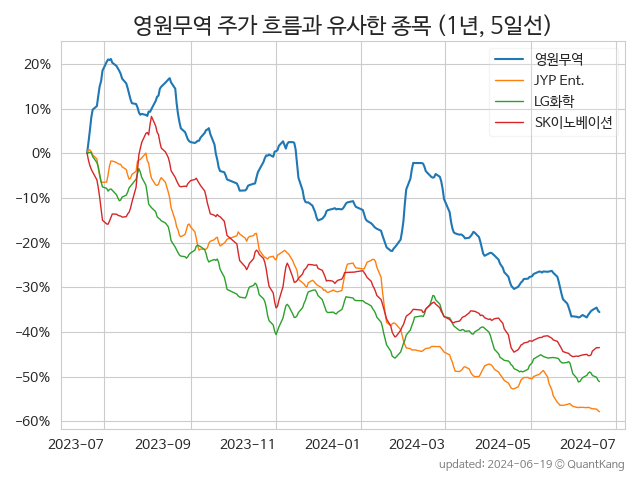 영원무역 주가 흐름과 유사한 종목 (1년, 5일선)
영원무역
JYP Ent.
LG화학
SK이노베이션
20%
10%
0%
−10%
−20%
−30%
−40%
−50%
−60%
2023-07
2023-09
2023-11
2024-01
2024-03
2024-05
2024-07
updated: 2024-06-19 © QuantKang